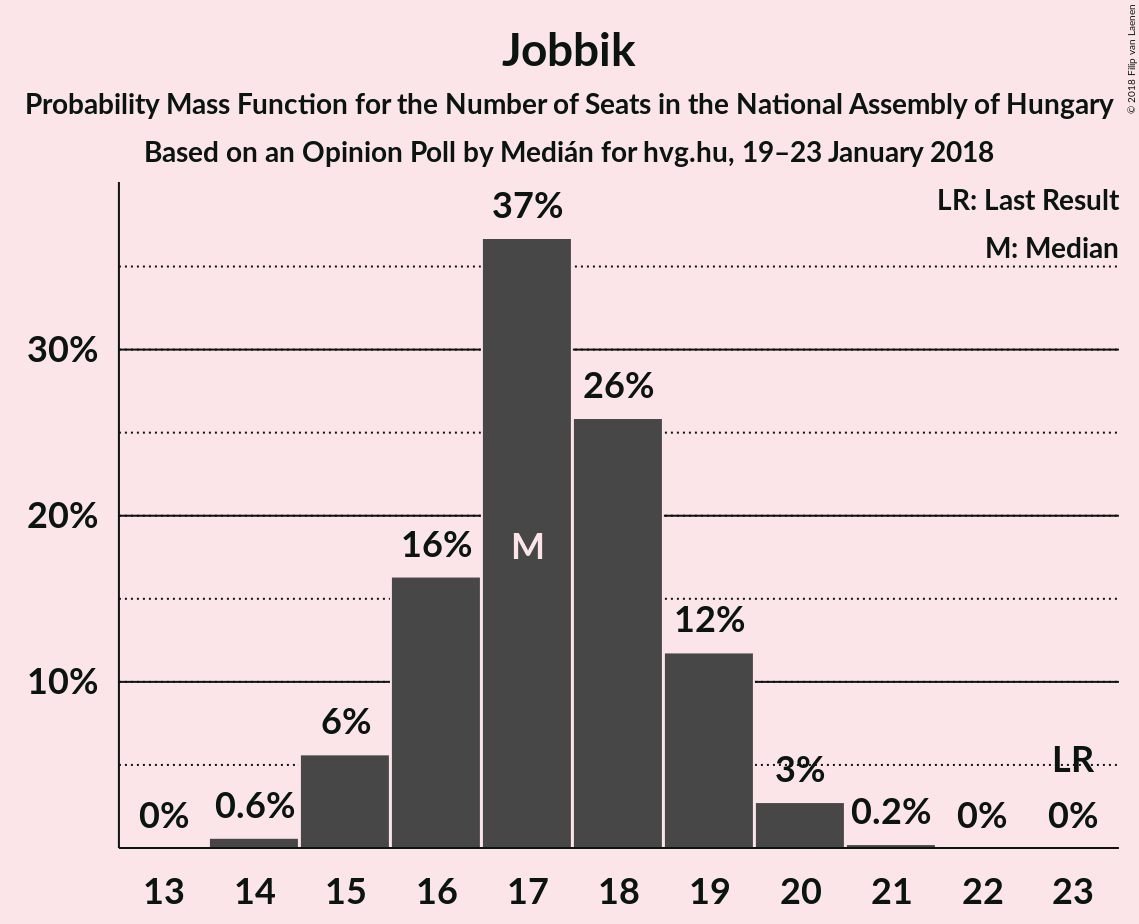 Jobbik
Probability Mass Function for the Number of Seats in the National Assembly of Hungary
Based on an Opinion Poll by Medián for hvg.hu, 19–23 January 2018
© 2018 Filip van Laenen
LR: Last Result
M: Median
37%
30%
26%
20%
16%
M
12%
10%
6%
LR
3%
0%
0.6%
0.2%
0%
0%
13 14 15 16 17 18 19 20 21 22 23